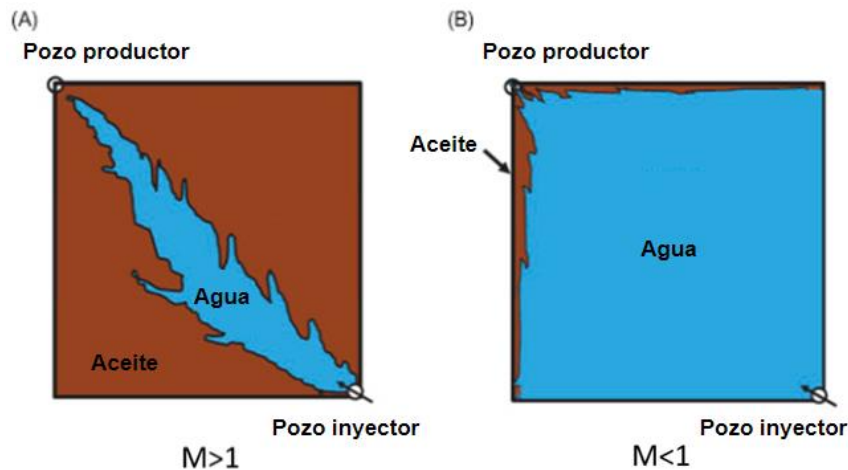 (A)
Pozo productor
Agua
Aceite
Pozo inyector
M>1
(B)
Pozo productor
Aceite
Agua
Pozo inyector
M<1